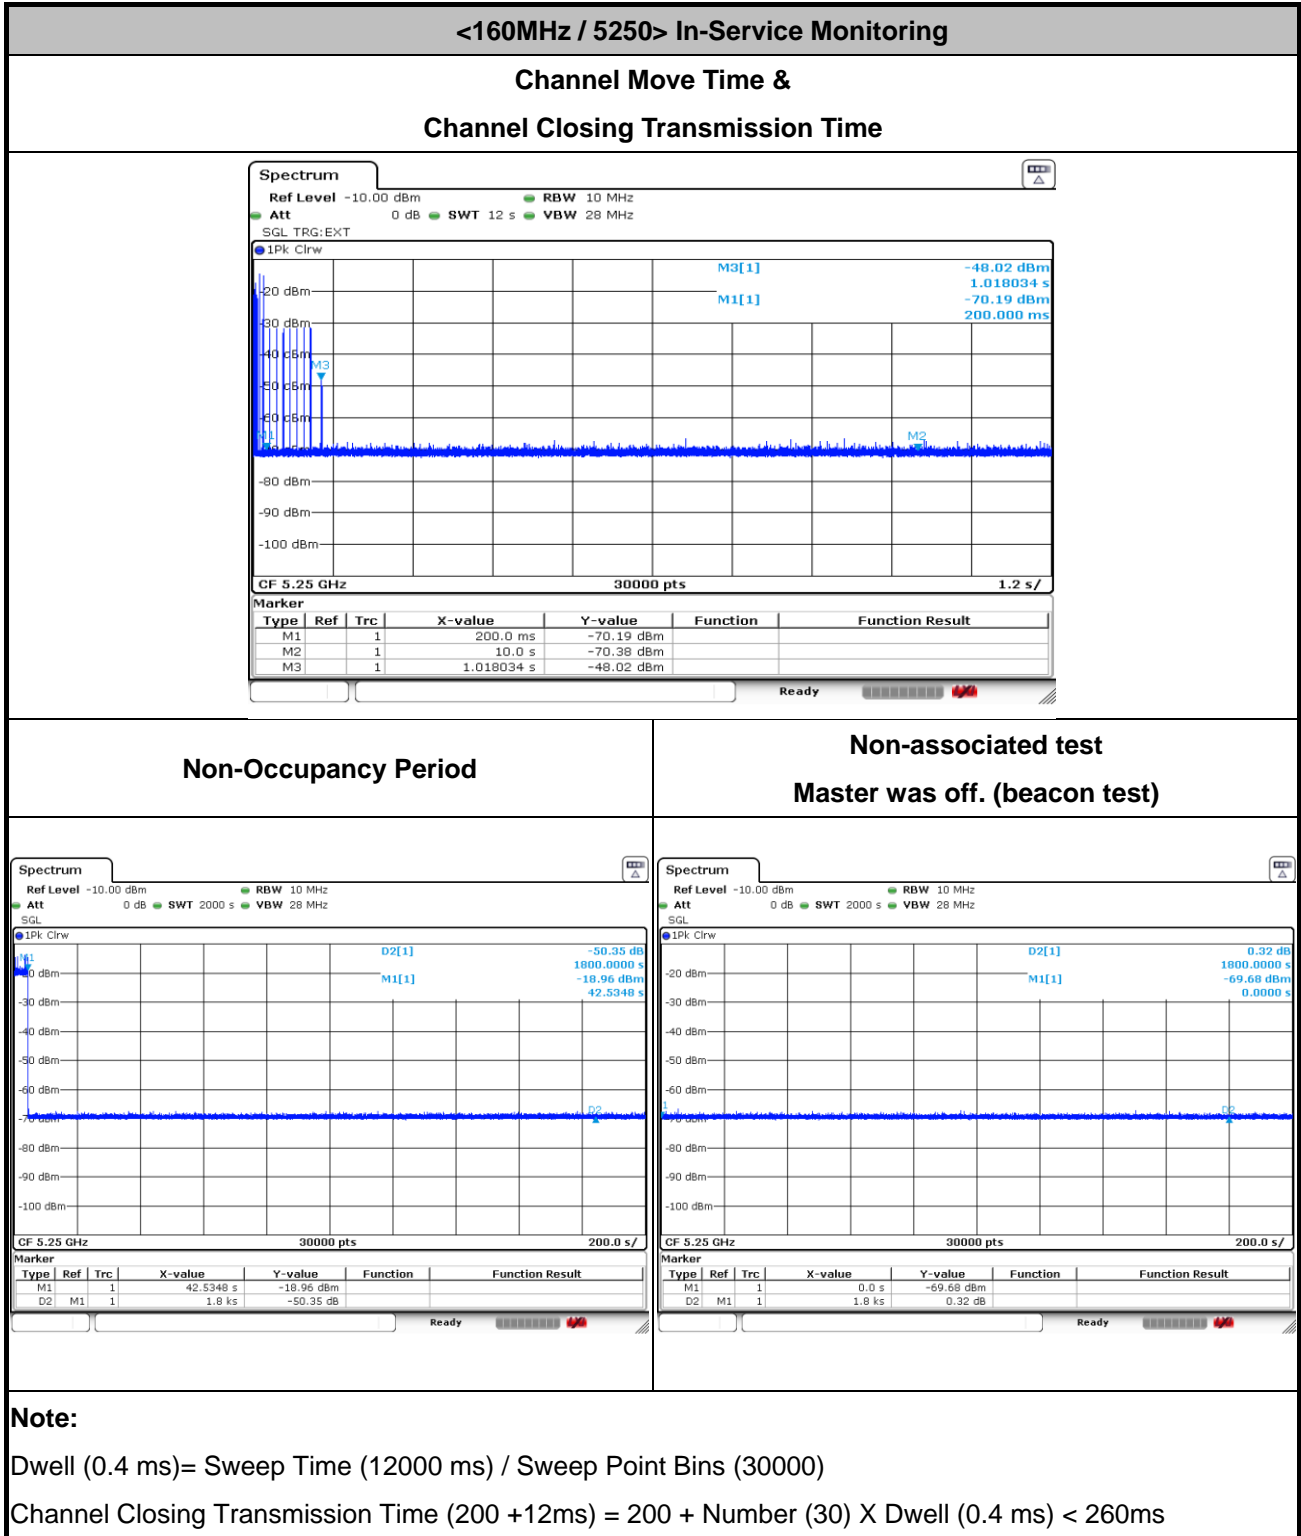 <160MHz / 5250> In-Service Monitoring
Channel Move Time &
Channel Closing Transmission Time
Spectrum
Ref Level -10.00 dBm RBW 10 MHz
Att 0 dB SWT 12 s VBW 28 MHz
SGL TRG:EXT
1Pk Clrw
M3[1] -48.02 dBm
1.018034 s
-20 dBm
M1[1] -70.19 dBm
200.000 ms
-30 dBm
-40 dBm
M3
-50 dBm
-60 dBm
M1 M2
-80 dBm
-90 dBm
-100 dBm
CF 5.25 GHz 30000 pts 1.2 s/
Marker
Type Ref Trc X-value Y-value Function Function Result
M1 1 200.0 ms -70.19 dBm
M2 1 10.0 s -70.38 dBm
M3 1 1.018034 s -48.02 dBm
Ready
Non-Occupancy Period
Non-associated test
Master was off. (beacon test)
Spectrum
Ref Level -10.00 dBm RBW 10 MHz
Att 0 dB SWT 2000 s VBW 28 MHz
SGL
1Pk Clrw
D2[1] -50.35 dB
1800.0000 s
M1
-20 dBm
M1[1] -18.96 dBm
42.5348 s
-30 dBm
-40 dBm
-50 dBm
-60 dBm
D2
-70 dBm
-80 dBm
-90 dBm
-100 dBm
CF 5.25 GHz 30000 pts 200.0 s/
Marker
Type Ref Trc X-value Y-value Function Function Result
M1 1 42.5348 s -18.96 dBm
D2 M1 1 1.8 ks -50.35 dB
Ready
Spectrum
Ref Level -10.00 dBm RBW 10 MHz
Att 0 dB SWT 2000 s VBW 28 MHz
SGL
1Pk Clrw
D2[1] 0.32 dB
1800.0000 s
-20 dBm
M1[1] -69.68 dBm
0.0000 s
-30 dBm
-40 dBm
-50 dBm
-60 dBm
1 D2
-70 dBm
-80 dBm
-90 dBm
-100 dBm
CF 5.25 GHz 30000 pts 200.0 s/
Marker
Type Ref Trc X-value Y-value Function Function Result
M1 1 0.0 s -69.68 dBm
D2 M1 1 1.8 ks 0.32 dB
Ready
Note:
Dwell (0.4 ms)= Sweep Time (12000 ms) / Sweep Point Bins (30000)
Channel Closing Transmission Time (200 +12ms) = 200 + Number (30) X Dwell (0.4 ms) < 260ms